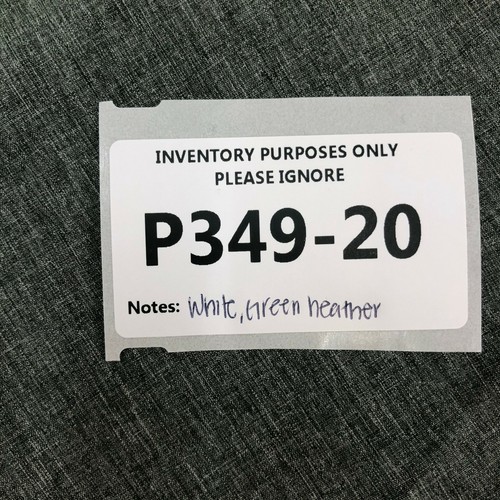 INVENTORY PURPOSES ONLY
PLEASE IGNORE
P349-20
Notes: White, Green heather